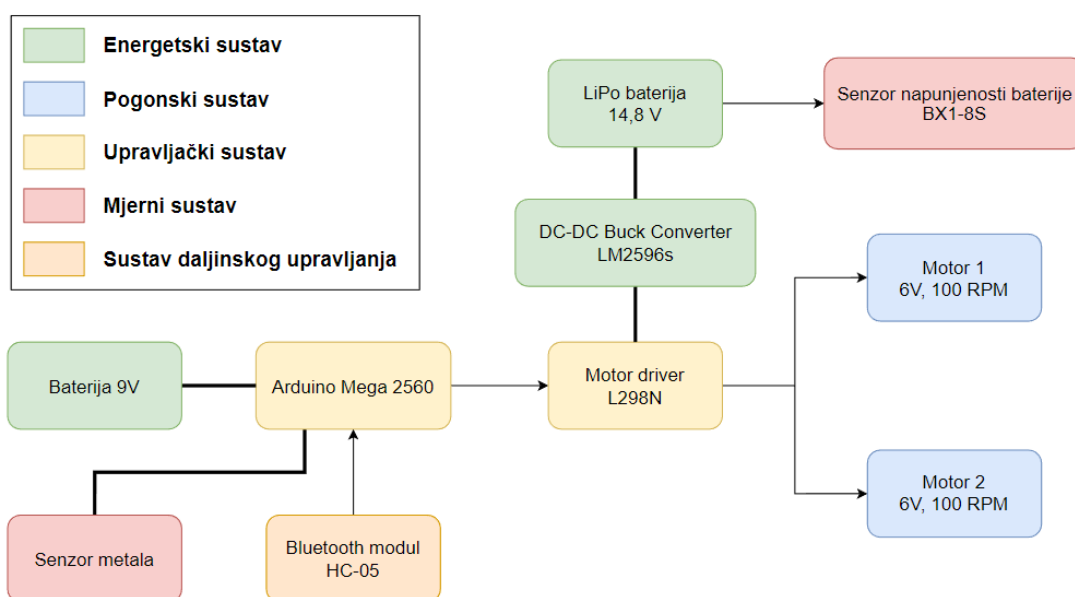 Energetski sustav
Pogonski sustav
Upravljački sustav
Mjerni sustav
Sustav daljinskog upravljanja
LiPo baterija
14,8 V
Senzor napunjenosti baterije
BX1-8S
DC-DC Buck Converter
LM2596s
Motor 1
6V, 100 RPM
Baterija 9V
Arduino Mega 2560
Motor driver
L298N
Motor 2
6V, 100 RPM
Senzor metala
Bluetooth modul
HC-05